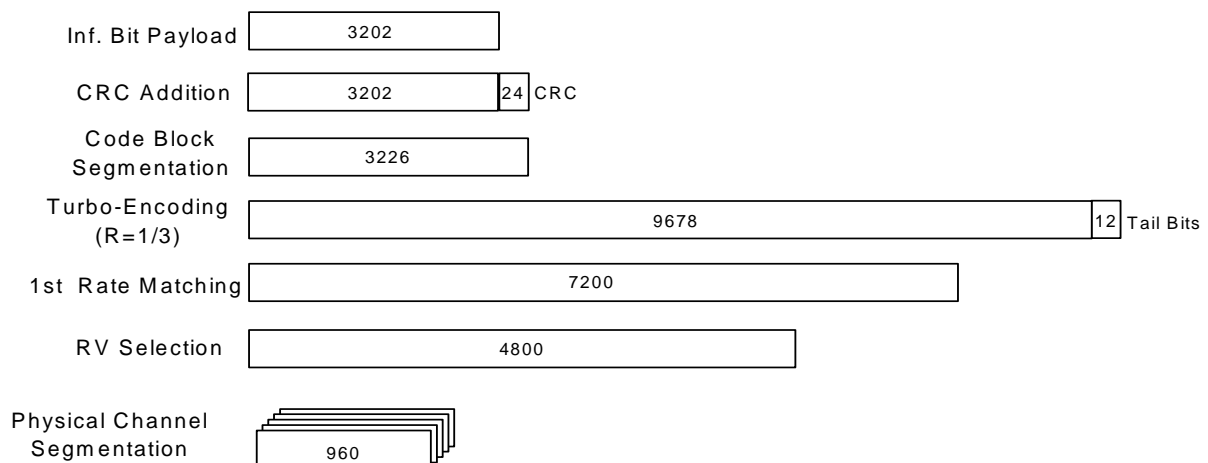 Inf. Bit Payload
3202
CRC Addition
3202
24
CRC
Code Block
Segmentation
3226
Turbo-Encoding
(R=1/3)
9678
12
Tail Bits
1st Rate Matching
7200
RV Selection
4800
Physical Channel
Segmentation
960